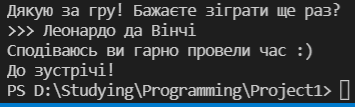 Дякую за гру! Бажаєте зіграти ще раз?
>>> Леонардо да Вінчі
Сподіваюсь ви гарно провели час :)
До зустрічі!
PS D:\Studying\Programming\Project1>